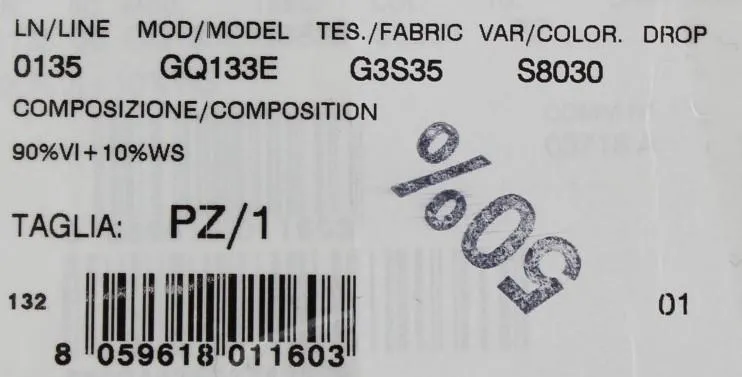 LN/LINE MOD/MODEL TES./FABRIC VAR/COLOR. DROP
0135 GQ133E G3S35 S8030
COMPOSIZIONE/COMPOSITION
90%VI+10%WS
50%
TAGLIA: PZ/1
132
01
8 059618 011603